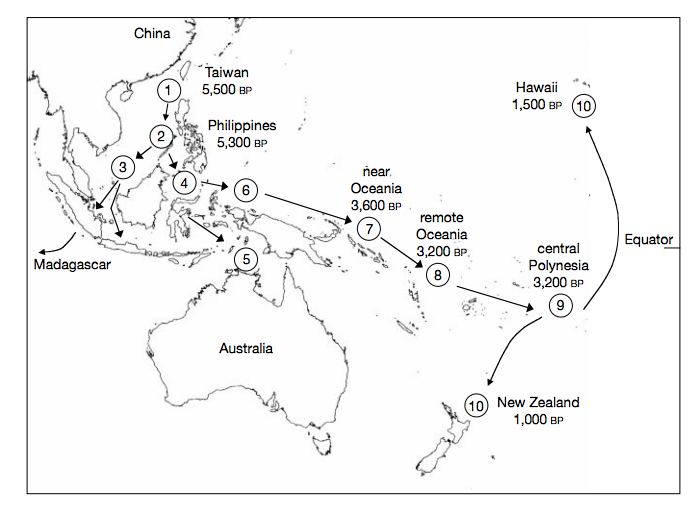 China
Taiwan
5,500 BP
1
Philippines
5,300 BP
2
3
4
6
near
Oceania
3,600 BP
7
remote
Oceania
3,200 BP
8
central
Polynesia
3,200 BP
9
Hawaii
1,500 BP
10
Equator
Madagascar
5
Australia
10
New Zealand
1,000 BP